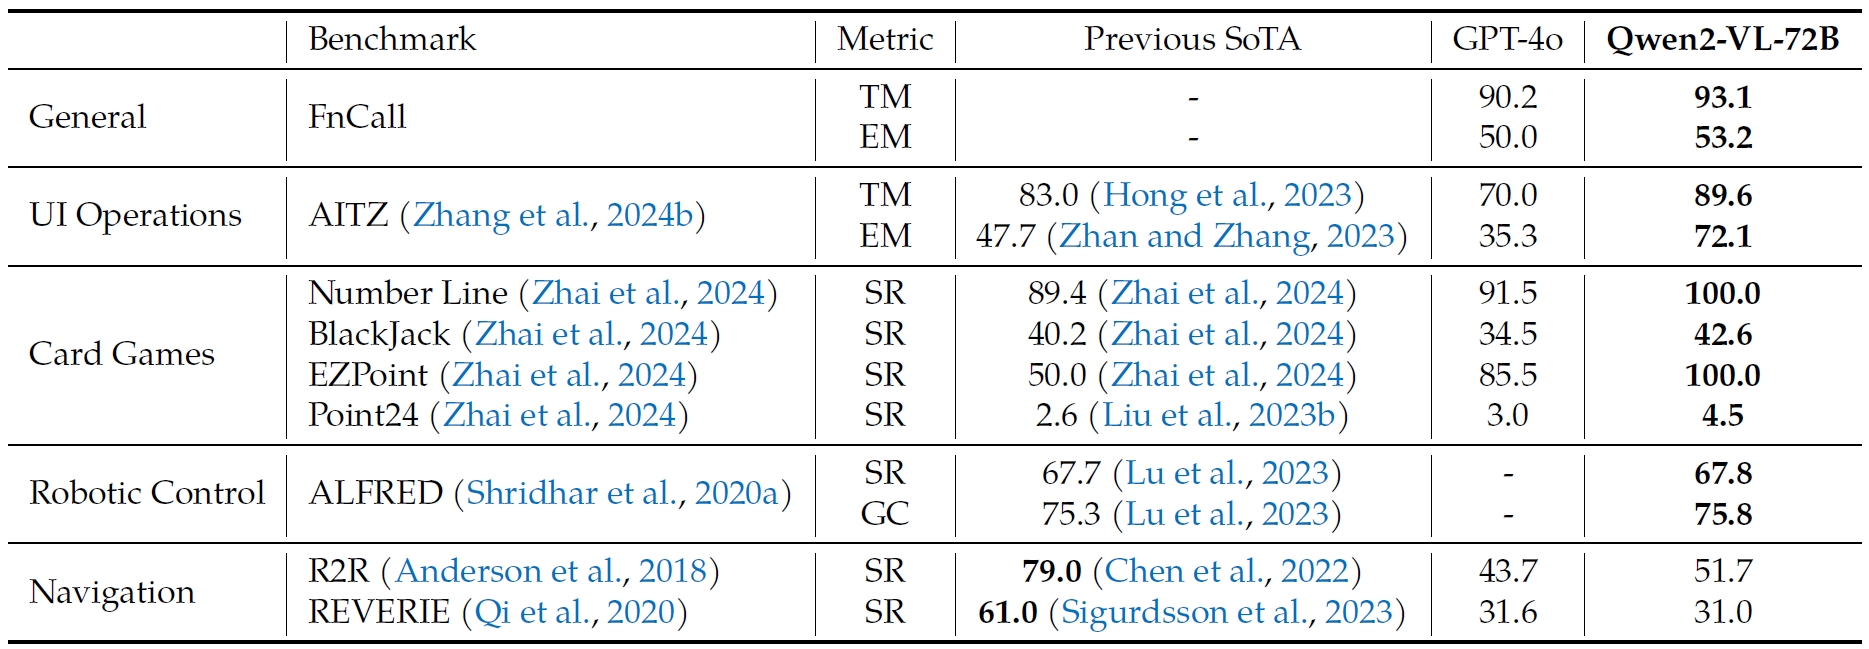 Benchmark Metric Previous SoTA GPT-4o Qwen2-VL-72B
General FnCall TM - 90.2 93.1
EM - 50.0 53.2
UI Operations AITZ (Zhang et al., 2024b) TM 83.0 (Hong et al., 2023) 70.0 89.6
EM 47.7 (Zhan and Zhang, 2023) 35.3 72.1
Card Games Number Line (Zhai et al., 2024) SR 89.4 (Zhai et al., 2024) 91.5 100.0
BlackJack (Zhai et al., 2024) SR 40.2 (Zhai et al., 2024) 34.5 42.6
EZPoint (Zhai et al., 2024) SR 50.0 (Zhai et al., 2024) 85.5 100.0
Point24 (Zhai et al., 2024) SR 2.6 (Liu et al., 2023b) 3.0 4.5
Robotic Control ALFRED (Shridhar et al., 2020a) SR 67.7 (Lu et al., 2023) - 67.8
GC 75.3 (Lu et al., 2023) - 75.8
Navigation R2R (Anderson et al., 2018) SR 79.0 (Chen et al., 2022) 43.7 51.7
REVERIE (Qi et al., 2020) SR 61.0 (Sigurdsson et al., 2023) 31.6 31.0